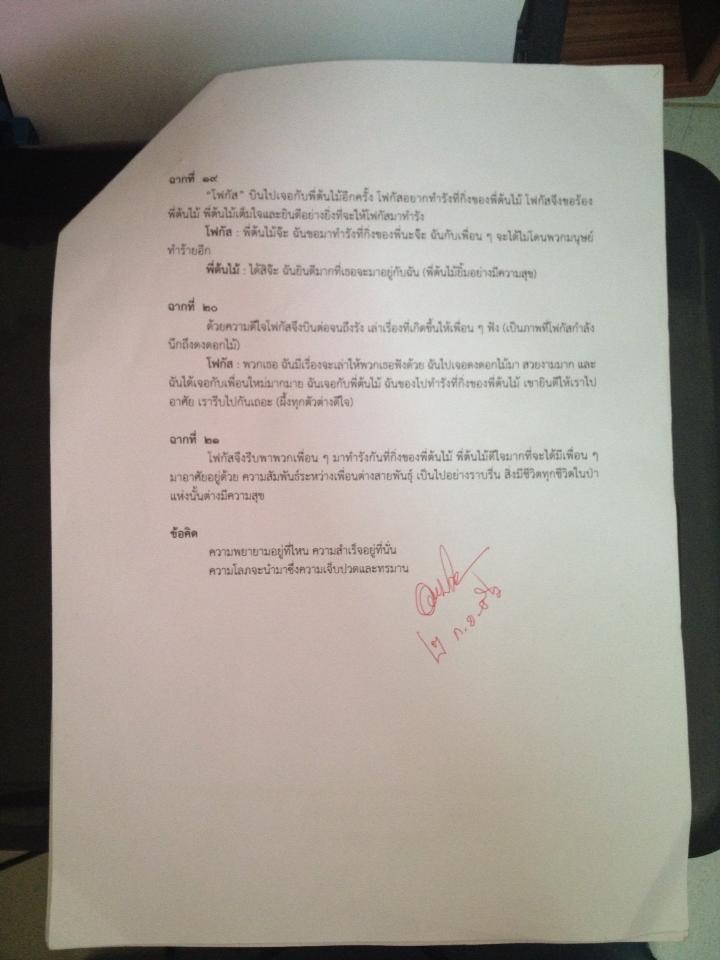 ฉากที่ ๑๙
"โฟกัส" บินไปเจอกับพี่ต้นไม้อีกครั้ง โฟกัสอยากทำรังที่กิ่งของพี่ต้นไม้ โฟกัสจึงขอร้อง
พี่ต้นไม้ พี่ต้นไม้เต็มใจและยินดีอย่างยิ่งที่จะให้โฟกัสมาทำรัง
โฟกัส : พี่ต้นไม้จ๊ะ ฉันขอมาทำรังที่กิ่งของพี่นะจ๊ะ ฉันกับเพื่อน ๆ จะได้ไม่โดนพวกมนุษย์
ทำร้ายอีก
พี่ต้นไม้ : ได้สิจ๊ะ ฉันยินดีมากที่เธอจะมาอยู่กับฉัน (พี่ต้นไม้ยิ้มอย่างมีความสุข)
ฉากที่ ๒๐
ด้วยความดีใจโฟกัสจึงบินต่อจนถึงรัง เล่าเรื่องที่เกิดขึ้นให้เพื่อน ๆ ฟัง (เป็นภาพที่โฟกัสกำลัง
นึกถึงดงดอกไม้)
โฟกัส : พวกเธอ ฉันมีเรื่องจะเล่าให้พวกเธอฟังด้วย ฉันไปเจอดงดอกไม้มา สวยงามมาก และ
ฉันได้เจอกับเพื่อนใหม่มากมาย ฉันเจอกับพี่ต้นไม้ ฉันของไปทำรังที่กิ่งของพี่ต้นไม้ เขายินดีให้เราไป
อาศัย เรารีบไปกันเถอะ (ผึ้งทุกตัวต่างดีใจ)
ฉากที่ ๒๑
โฟกัสจึงรีบพาพวกเพื่อน ๆ มาทำรังกันที่กิ่งของพี่ต้นไม้ พี่ต้นไม้ดีใจมากที่จะได้มีเพื่อน ๆ
มาอาศัยอยู่ด้วย ความสัมพันธ์ระหว่างเพื่อนต่างสายพันธุ์ เป็นไปอย่างราบรื่น สิ่งมีชีวิตทุกชีวิตในป่า
แห่งนั้นต่างมีความสุข
ข้อคิด
ความพยายามอยู่ที่ไหน ความสำเร็จอยู่ที่นั่น
ความโลภจะนำมาซึ่งความเจ็บปวดและทรมาน
๒ ก.ย.